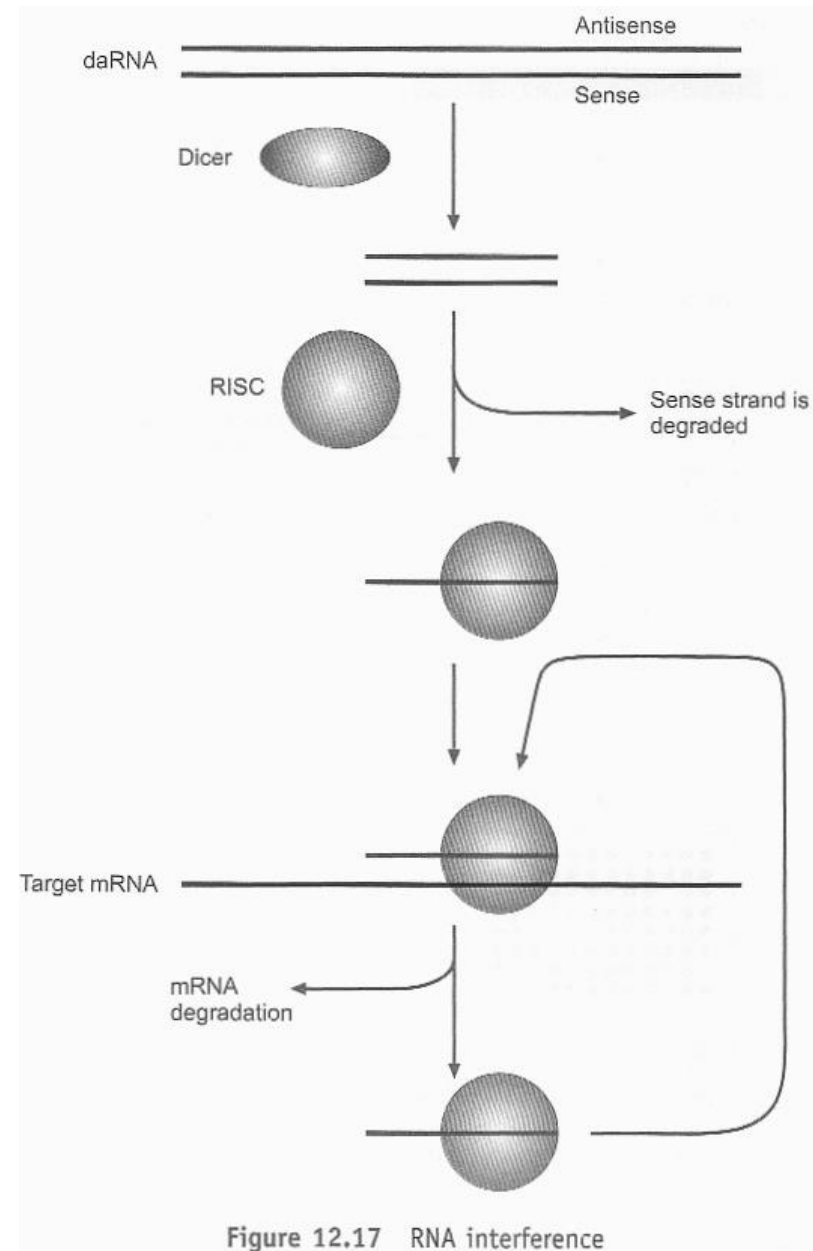 Antisense
daRNA
Sense
Dicer
RISC
Sense strand is
degraded
Target mRNA
mRNA
degradation
Figure 12.17 RNA interference